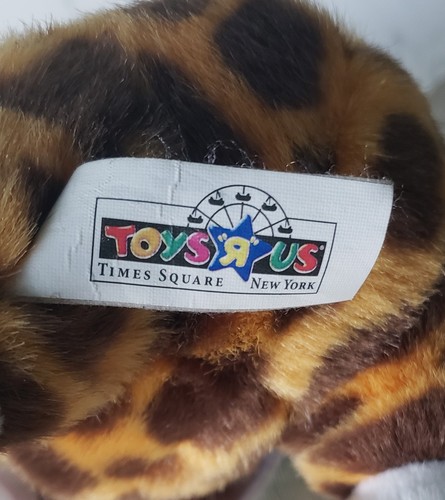 TOYS "R" US®
TIMES SQUARE NEW YORK